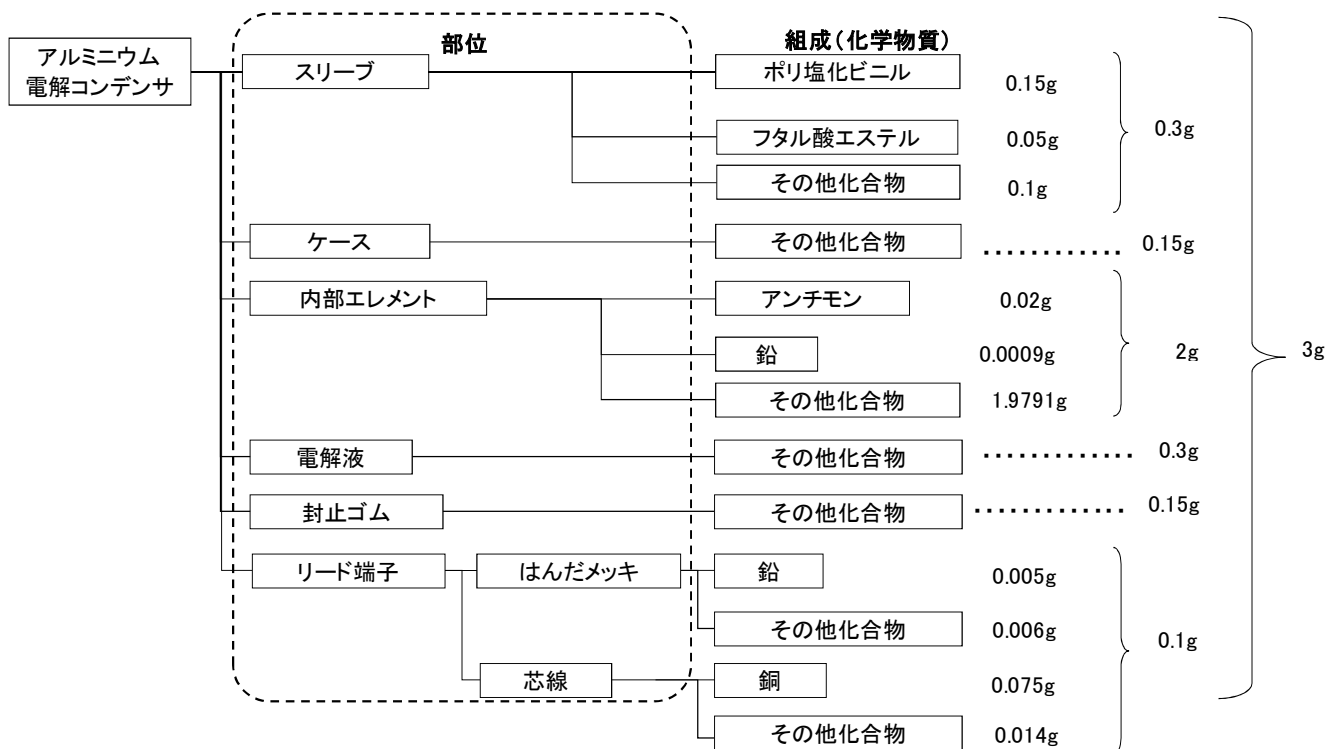 部位
組成(化学物質)
アルミニウム
電解コンデンサ
スリーブ
ポリ塩化ビニル
0.15g
フタル酸エステル
0.05g
0.3g
その他化合物
0.1g
ケース
その他化合物
............
0.15g
内部エレメント
アンチモン
0.02g
鉛
0.0009g
2g
3g
その他化合物
1.9791g
電解液
その他化合物
.............
0.3g
封止ゴム
その他化合物
.............
0.15g
リード端子
はんだメッキ
鉛
0.005g
その他化合物
0.006g
0.1g
芯線
銅
0.075g
その他化合物
0.014g